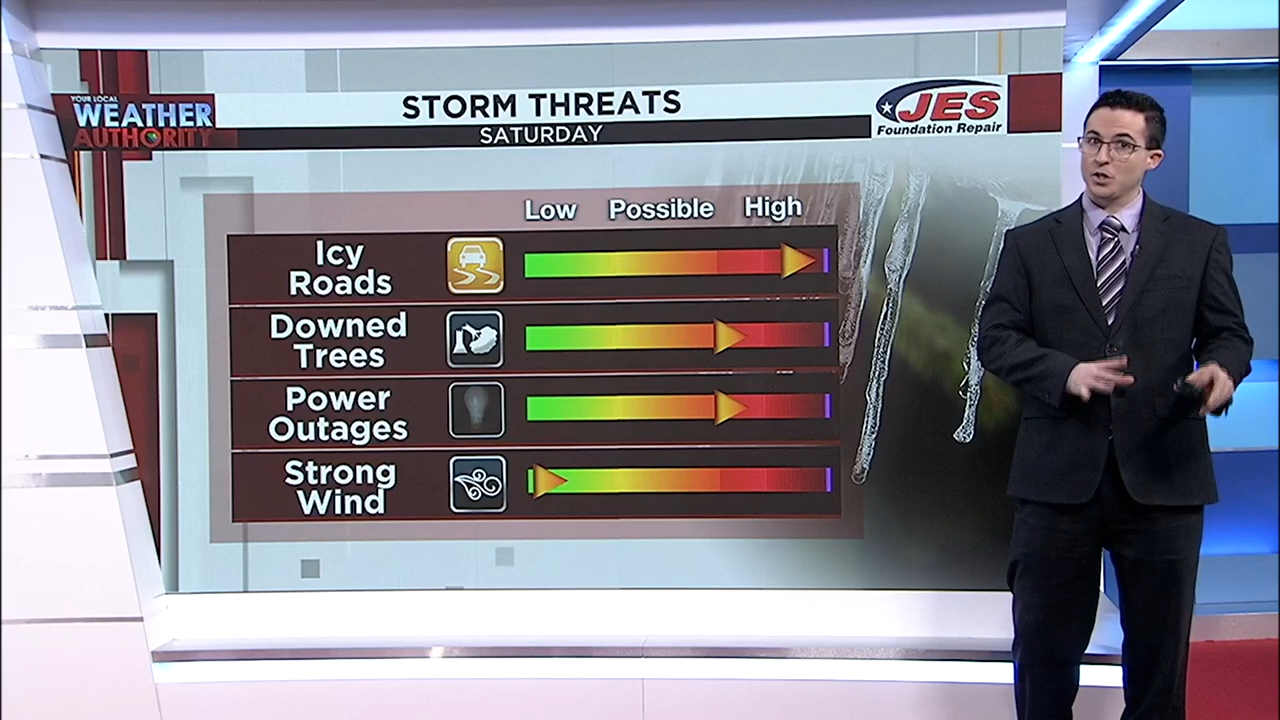 YOUR LOCAL
WEATHER
AUTHORITY
STORM THREATS
SATURDAY
JES
Foundation Repair
Low Possible High
Icy
Roads
Downed
Trees
Power
Outages
Strong
Wind